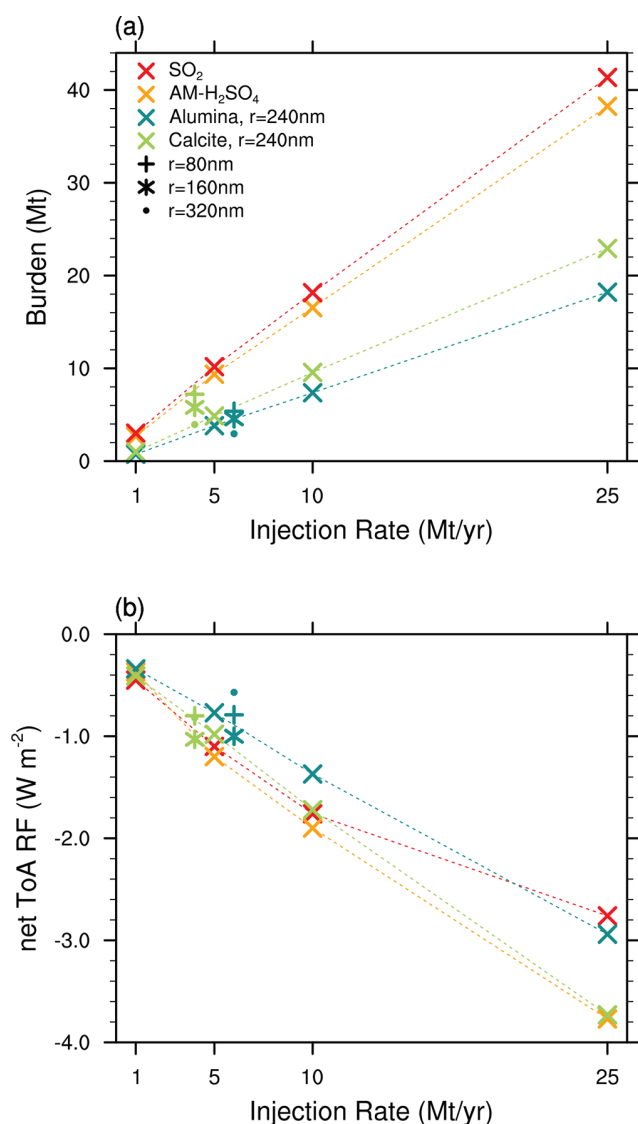 (a)
40
30
20
10
0
Burden (Mt)
SO₂
AM-H₂SO₄
Alumina, r=240nm
Calcite, r=240nm
r=80nm
r=160nm
r=320nm
1 5 10 25
Injection Rate (Mt/yr)
(b)
0.0
-1.0
-2.0
-3.0
-4.0
net ToA RF (W m⁻²)
1 5 10 25
Injection Rate (Mt/yr)